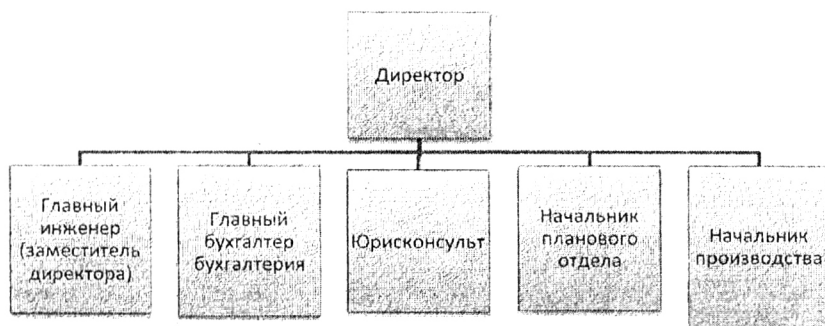 Директор
Главный
инженер
(заместитель
директора)
Главный
бухгалтер
бухгалтерия
Юрисконсульт
Начальник
планового
отдела
Начальник
производства